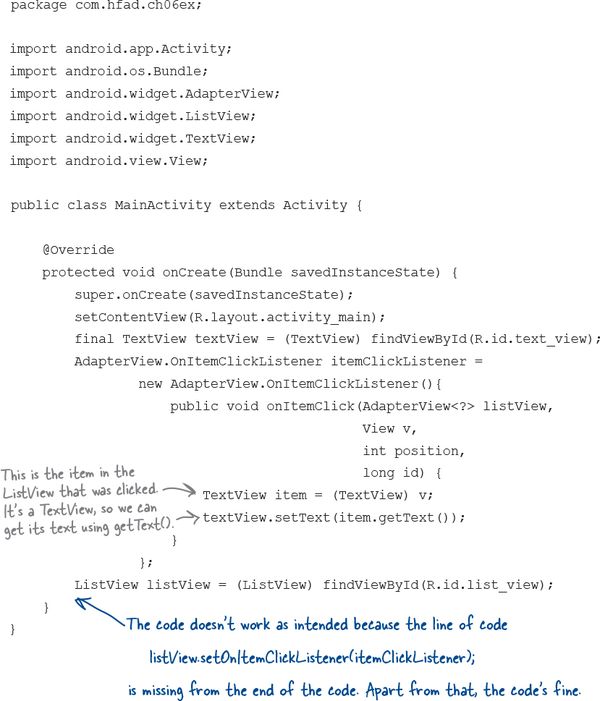 package com.hfad.ch06ex;
import android.app.Activity;
import android.os.Bundle;
import android.widget.AdapterView;
import android.widget.ListView;
import android.widget.TextView;
import android.view.View;
public class MainActivity extends Activity {
@Override
protected void onCreate(Bundle savedInstanceState) {
super.onCreate(savedInstanceState);
setContentView(R.layout.activity_main);
final TextView textView = (TextView) findViewById(R.id.text_view);
AdapterView.OnItemClickListener itemClickListener =
new AdapterView.OnItemClickListener(){
public void onItemClick(AdapterView<?> listView,
View v,
int position,
long id) {
This is the item in the
ListView that was clicked.
It's a TextView, so we can
get its text using getText().
TextView item = (TextView) v;
textView.setText(item.getText());
}
};
ListView listView = (ListView) findViewById(R.id.list_view);
}
}
The code doesn't work as intended because the line of code
listView.setOnItemClickListener(itemClickListener);
is missing from the end of the code. Apart from that, the code's fine.